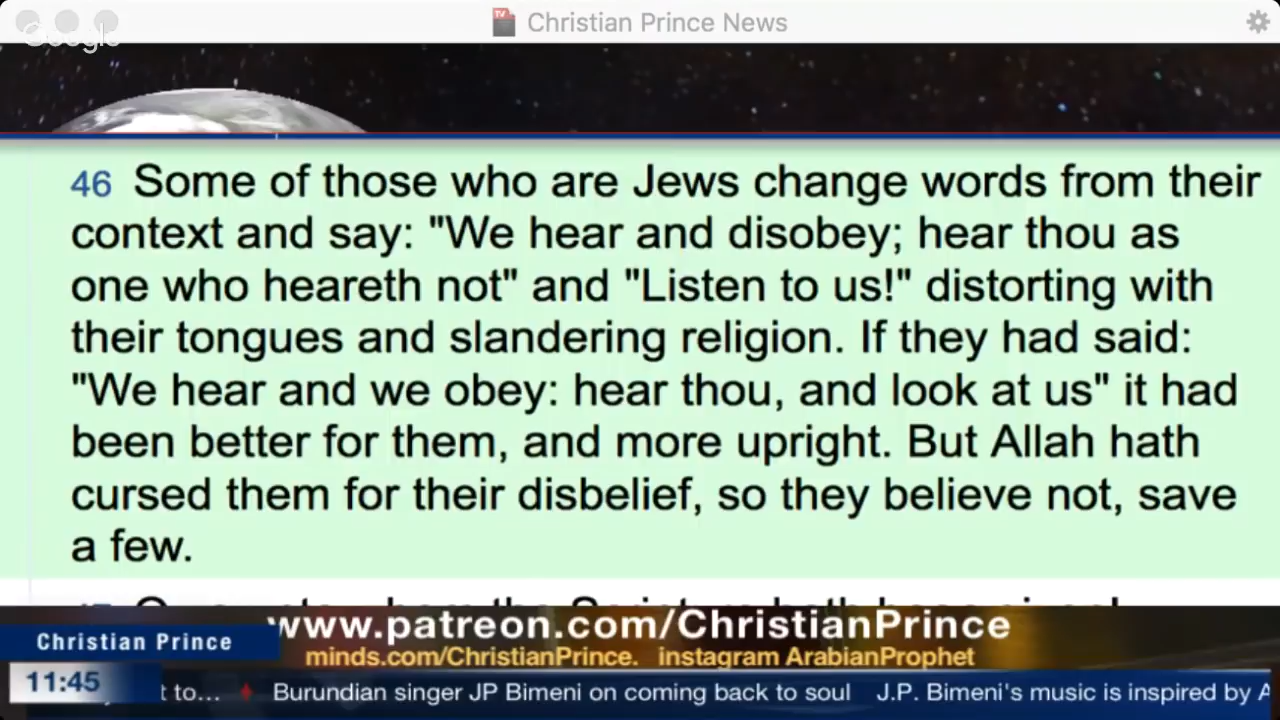 Christian Prince News
Google
TV
46 Some of those who are Jews change words from their
context and say: "We hear and disobey; hear thou as
one who heareth not" and "Listen to us!" distorting with
their tongues and slandering religion. If they had said:
"We hear and we obey: hear thou, and look at us" it had
been better for them, and more upright. But Allah hath
cursed them for their disbelief, so they believe not, save
a few.
www.patreon.com/ChristianPrince
Christian Prince
minds.com/ChristianPrince. instagram ArabianProphet
11:45
t to... Burundian singer JP Bimeni on coming back to soul J.P. Bimeni's music is inspired by A